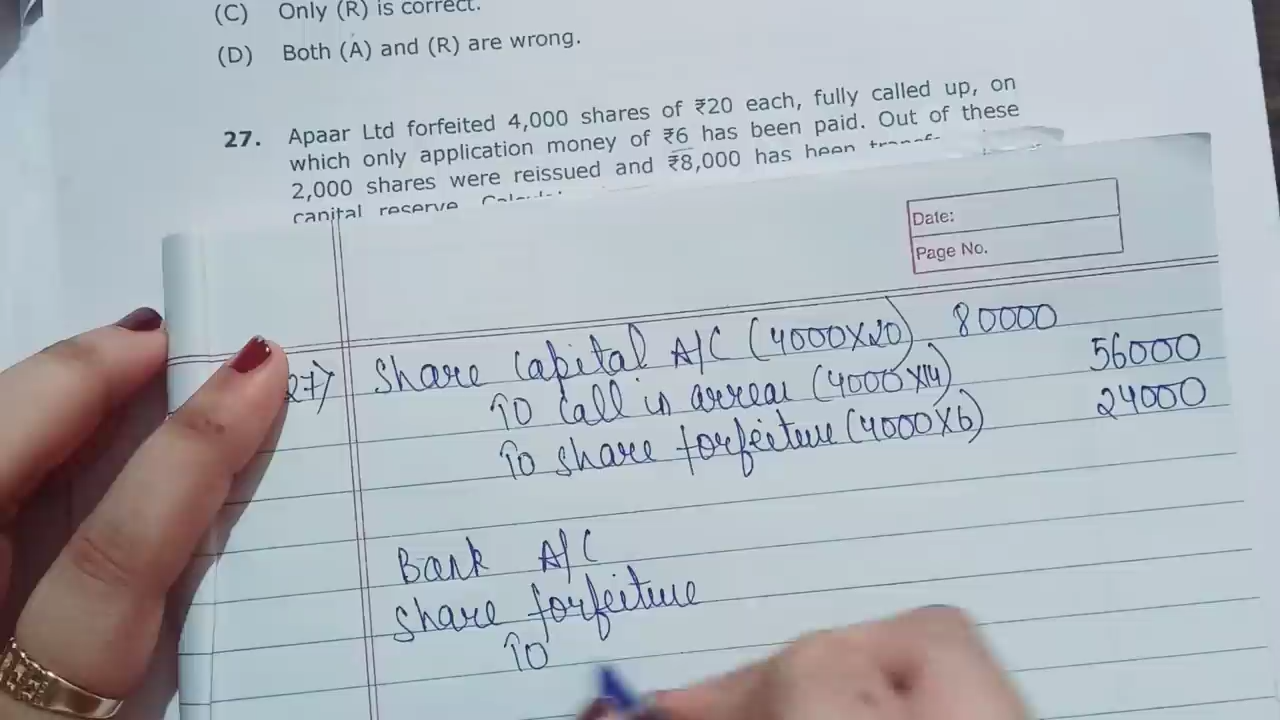 (C) Only (R) is correct.
(D) Both (A) and (R) are wrong.
27. Apaar Ltd forfeited 4,000 shares of ₹20 each, fully called up, on
which only application money of ₹6 has been paid. Out of these
2,000 shares were reissued and ₹8,000 has been
capital reserve.
Date:
Page No.
27) Share Capital A/C (4000X20) 80000
To Call in arrear (4000X14) 56000
To share forfeiture (4000X6) 24000
Bank A/C
Share forfeiture
To